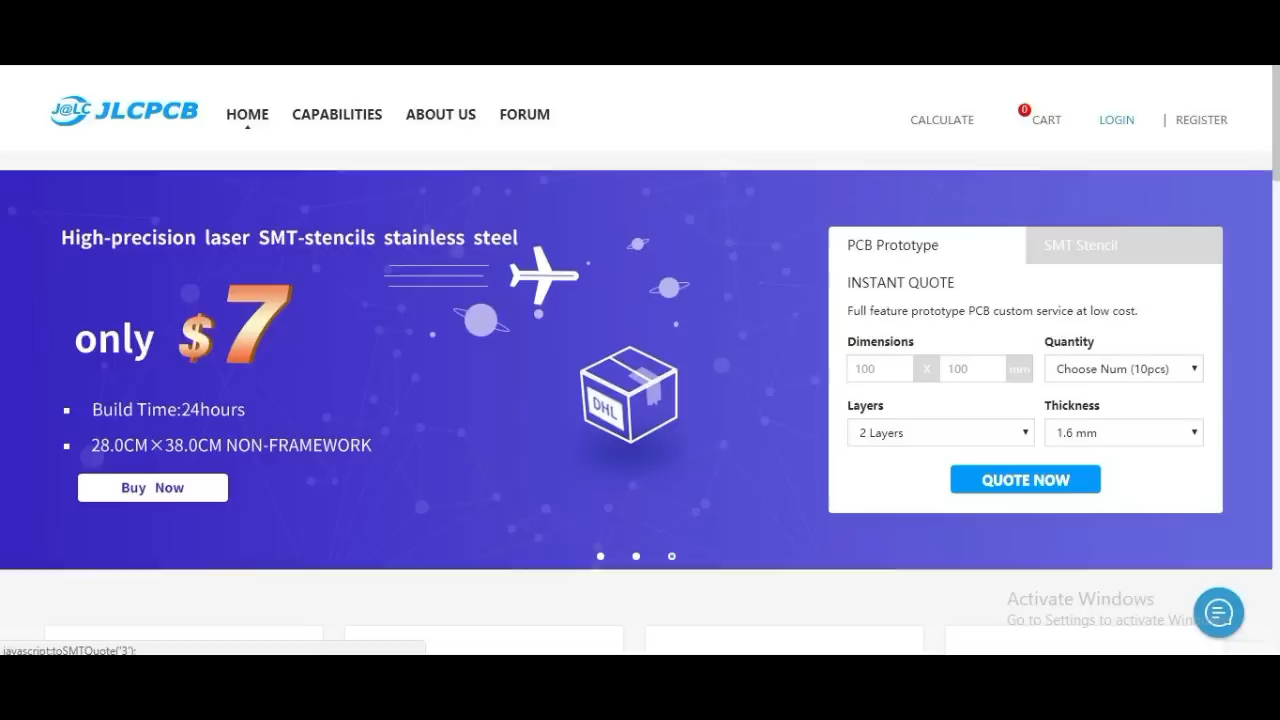 J@LC JLCPCB
HOME CAPABILITIES ABOUT US FORUM
CALCULATE 0 CART LOGIN | REGISTER
High-precision laser SMT-stencils stainless steel
only $7
Build Time:24hours
28.0CM×38.0CM NON-FRAMEWORK
Buy Now
DHL
PCB Prototype SMT Stencil
INSTANT QUOTE
Full feature prototype PCB custom service at low cost.
Dimensions Quantity
100 X 100 mm Choose Num (10pcs)
Layers Thickness
2 Layers 1.6 mm
QUOTE NOW
Activate Windows
Go to Settings to activate
javascript:toSMTQuote('3');